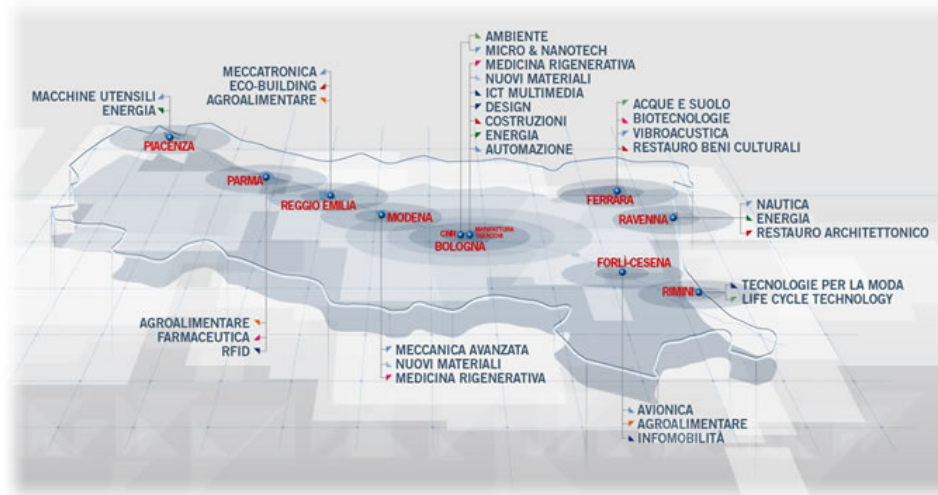 AMBIENTE
MICRO & NANOTECH
MEDICINA RIGENERATIVA
NUOVI MATERIALI
ICT MULTIMEDIA
DESIGN
COSTRUZIONI
ENERGIA
AUTOMAZIONE
MECCATRONICA
ECO-BUILDING
AGROALIMENTARE
MACCHINE UTENSILI
ENERGIA
PIACENZA
ACQUE E SUOLO
BIOTECNOLOGIE
VIBROACUSTICA
RESTAURO BENI CULTURALI
PARMA
REGGIO EMILIA
MODENA
CNR
MANIFATTURA
TABACCHI
BOLOGNA
FERRARA
RAVENNA
NAUTICA
ENERGIA
RESTAURO ARCHITETTONICO
FORLÌ-CESENA
RIMINI
TECNOLOGIE PER LA MODA
LIFE CYCLE TECHNOLOGY
AGROALIMENTARE
FARMACEUTICA
RFID
MECCANICA AVANZATA
NUOVI MATERIALI
MEDICINA RIGENERATIVA
AVIONICA
AGROALIMENTARE
INFOMOBILITÀ